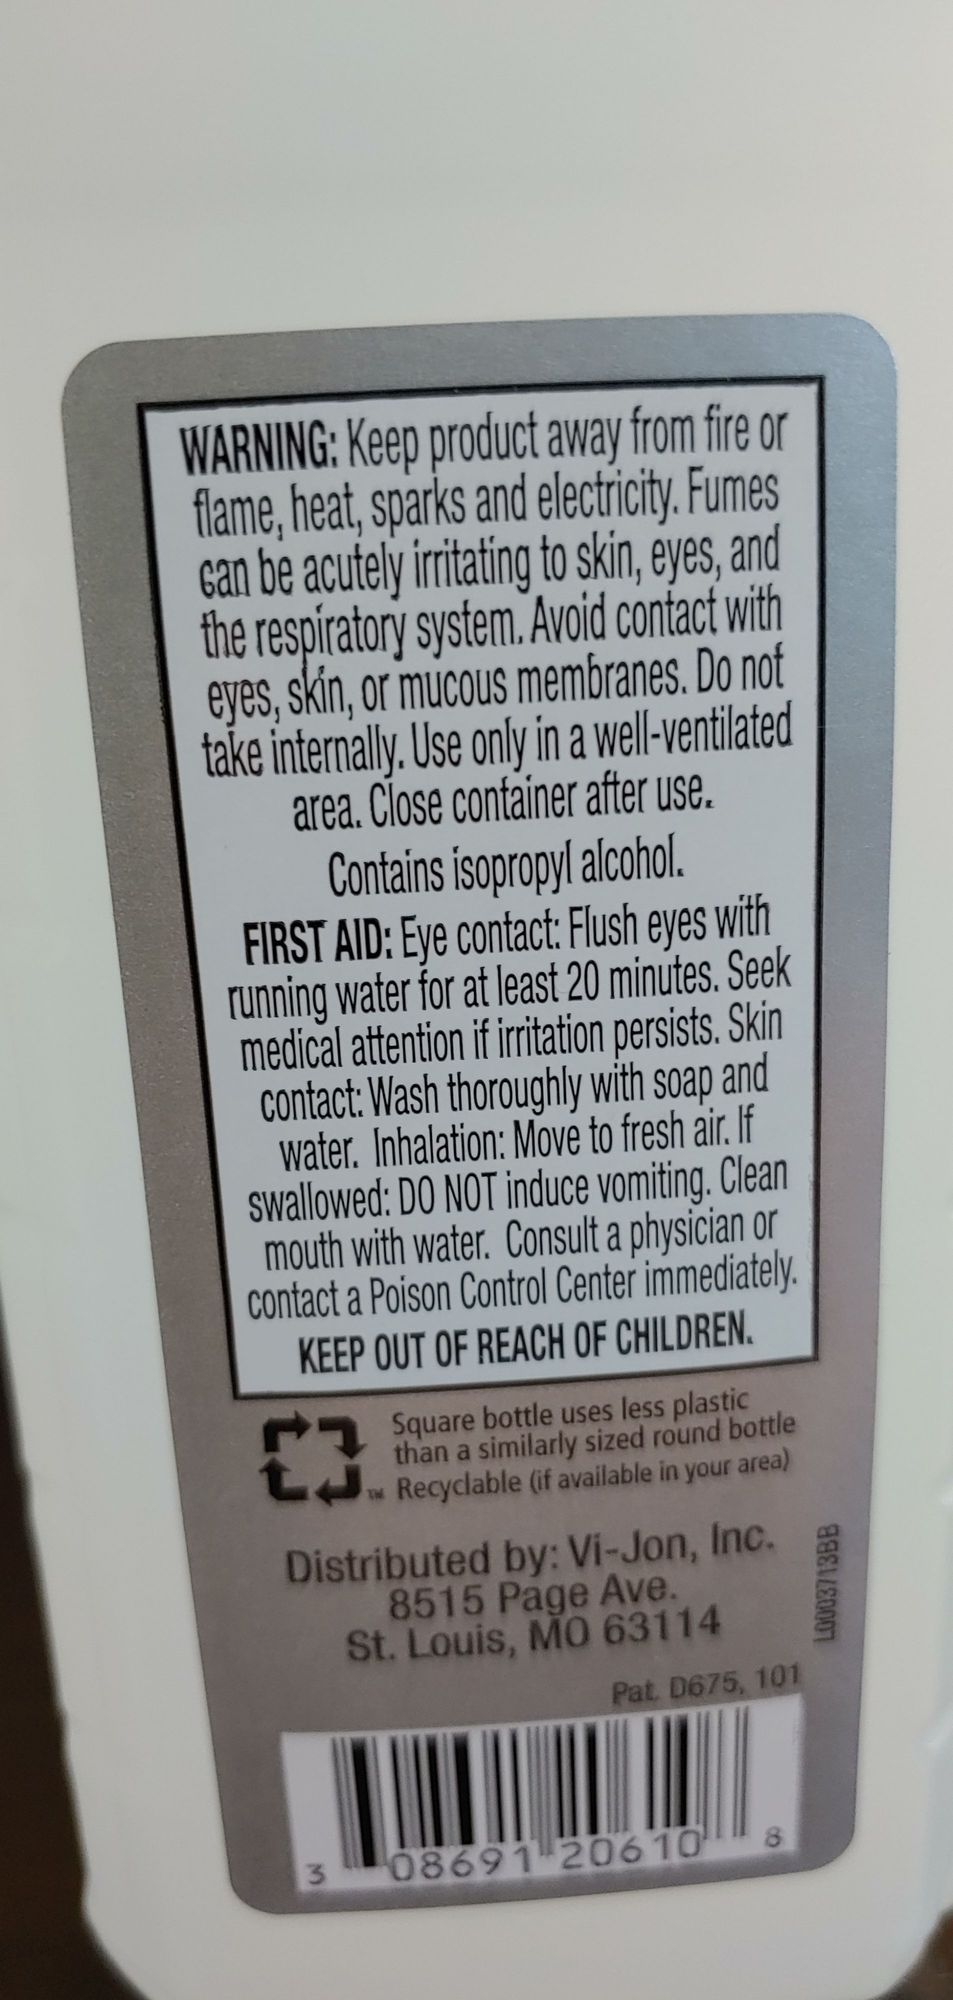 WARNING: Keep product away from fire or
flame, heat, sparks and electricity. Fumes
can be acutely irritating to skin, eyes, and
the respiratory system. Avoid contact with
eyes, skin, or mucous membranes. Do not
take internally. Use only in a well-ventilated
area. Close container after use.
Contains isopropyl alcohol.
FIRST AID: Eye contact: Flush eyes with
running water for at least 20 minutes. Seek
medical attention if irritation persists. Skin
contact: Wash thoroughly with soap and
water. Inhalation: Move to fresh air. If
swallowed: DO NOT induce vomiting. Clean
mouth with water. Consult a physician or
contact a Poison Control Center immediately.
KEEP OUT OF REACH OF CHILDREN.
Square bottle uses less plastic
than a similarly sized round bottle
TM Recyclable (if available in your area)
Distributed by: Vi-Jon, Inc.
8515 Page Ave.
St. Louis, MO 63114
L0003713BB
Pat. D675, 101
3 08691 20610 8